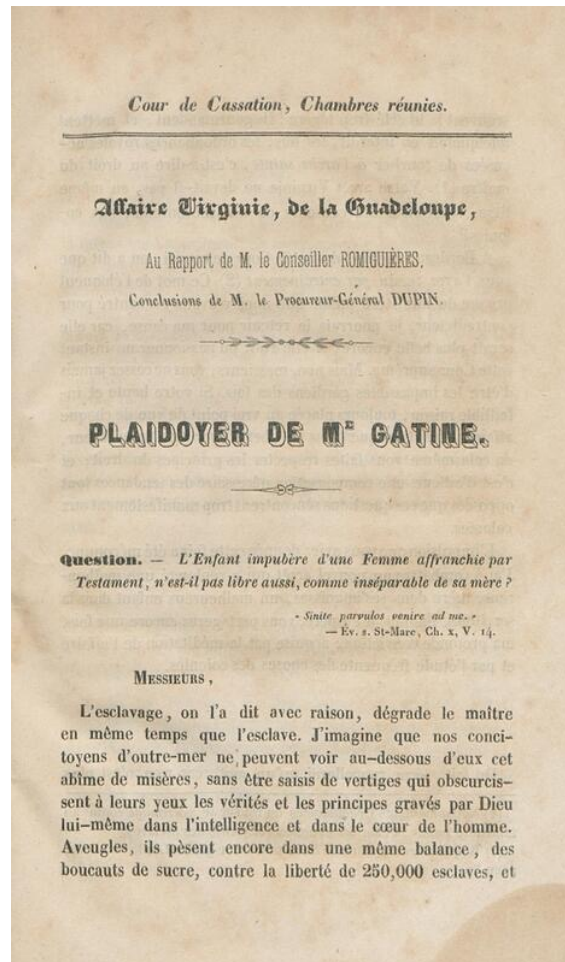 Cour de Cassation, Chambres réunies.
Affaire Virginie, de la Guadeloupe,
Au Rapport de M. le Conseiller ROMIGUIÈRES.
Conclusions de M. le Procureur-Général DUPIN.
PLAIDOYER DE ME GATINE.
Question. — L'Enfant impubère d'une Femme affranchie par
Testament, n'est-il pas libre aussi, comme inséparable de sa mère ?
« Sinite parvulos venire ad me. »
— Év. s. St-Marc, Ch. x, V. 14.
MESSIEURS,
L'esclavage, on l'a dit avec raison, dégrade le maître
en même temps que l'esclave. J'imagine que nos conci-
toyens d'outre-mer ne peuvent voir au-dessous d'eux cet
abîme de misères, sans être saisis de vertiges qui obscurcis-
sent à leurs yeux les vérités et les principes gravés par Dieu
lui-même dans l'intelligence et dans le cœur de l'homme.
Aveugles, ils pèsent encore dans une même balance, des
boucauts de sucre, contre la liberté de 250,000 esclaves, et